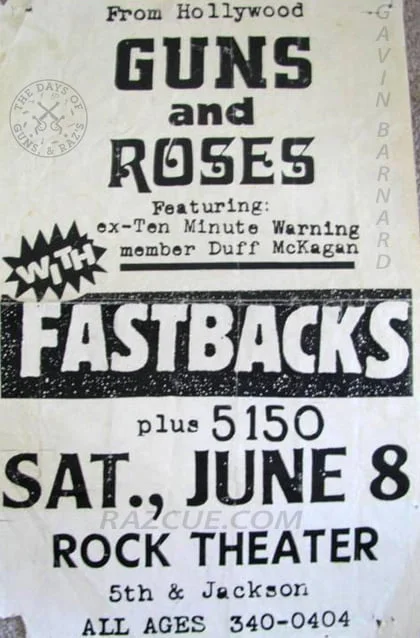 From Hollywood
GUNS
and
ROSES
Featuring:
ex-Ten Minute Warning
member Duff McKagan
WITH
FASTBACKS
plus 5150
SAT., JUNE 8
RAZCUE.COM
ROCK THEATER
5th & Jackson
ALL AGES 340-0404
THE DAYS OF
GUNS, & RAZ'S
GAVIN BARNARD